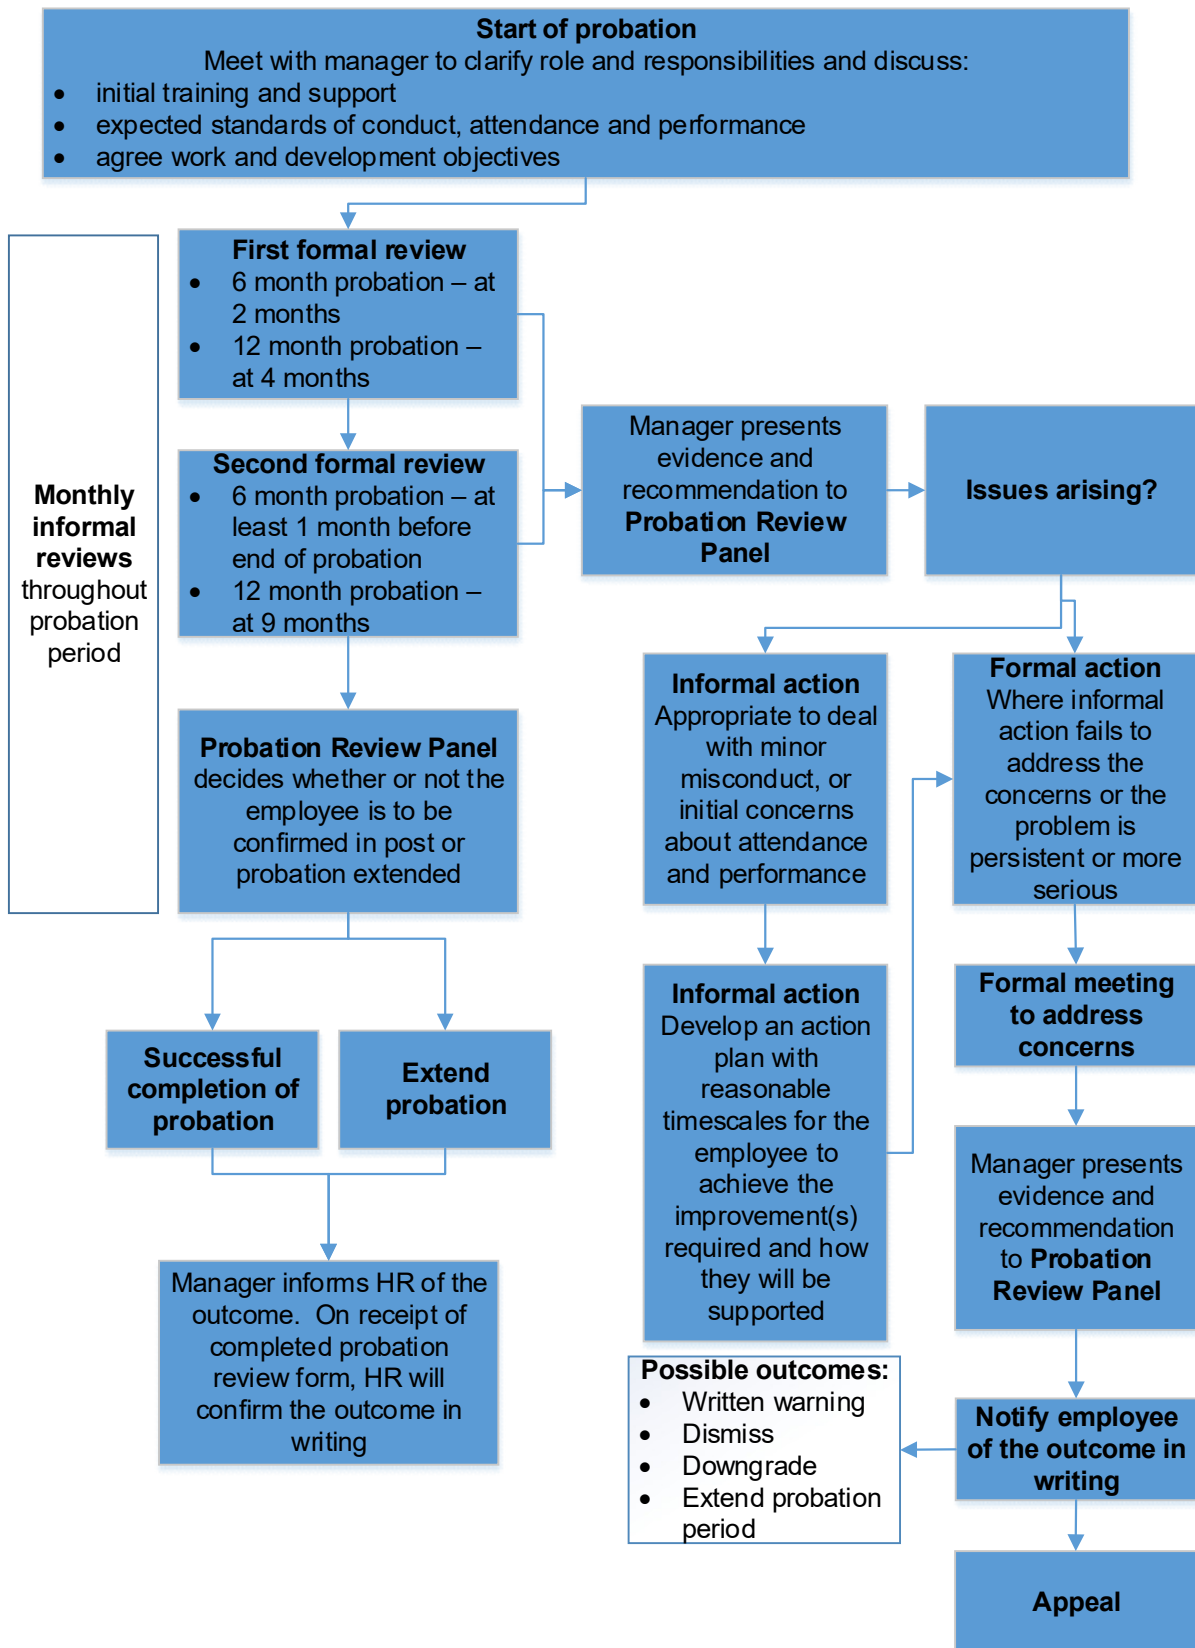 Start of probation
Meet with manager to clarify role and responsibilities and discuss:
• initial training and support
• expected standards of conduct, attendance and performance
• agree work and development objectives
Monthly
informal
reviews
throughout
probation
period
First formal review
• 6 month probation – at
2 months
• 12 month probation –
at 4 months
Second formal review
• 6 month probation – at
least 1 month before
end of probation
• 12 month probation –
at 9 months
Probation Review Panel
decides whether or not the
employee is to be
confirmed in post or
probation extended
Successful
completion of
probation
Extend
probation
Manager informs HR of the
outcome.  On receipt of
completed probation
review form, HR will
confirm the outcome in
writing
Manager presents
evidence and
recommendation to
Probation Review
Panel
Issues arising?
Informal action
Appropriate to deal
with minor
misconduct, or
initial concerns
about attendance
and performance
Informal action
Develop an action
plan with
reasonable
timescales for the
employee to
achieve the
improvement(s)
required and how
they will be
supported
Formal action
Where informal
action fails to
address the
concerns or the
problem is
persistent or more
serious
Formal meeting
to address
concerns
Manager presents
evidence and
recommendation
to Probation
Review Panel
Notify employee
of the outcome in
writing
Possible outcomes:
• Written warning
• Dismiss
• Downgrade
• Extend probation
period
Appeal